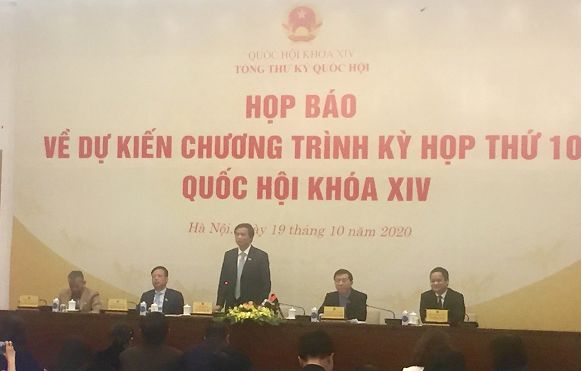 QUỐC HỘI KHÓA XIV
TỔNG THƯ KÝ QUỐC HỘI
HỌP BÁO
VỀ DỰ KIẾN CHƯƠNG TRÌNH KỲ HỌP THỨ 10
QUỐC HỘI KHÓA XIV
Hà Nội, ngày 19 tháng 10 năm 2020